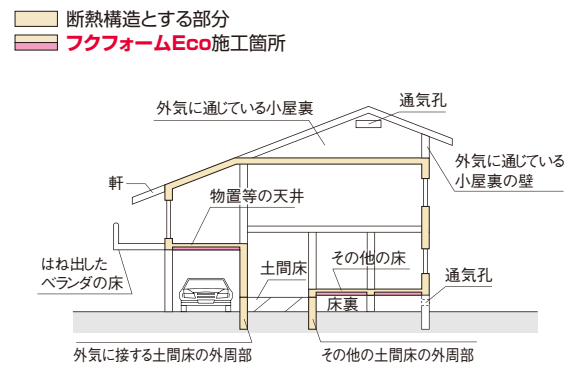 断熱構造とする部分
フクフォームEco施工箇所
外気に通じている小屋裏
通気孔
外気に通じている
小屋裏の壁
軒
物置等の天井
はね出した
ベランダの床
土間床
その他の床
通気孔
床裏
外気に接する土間床の外周部
その他の土間床の外周部